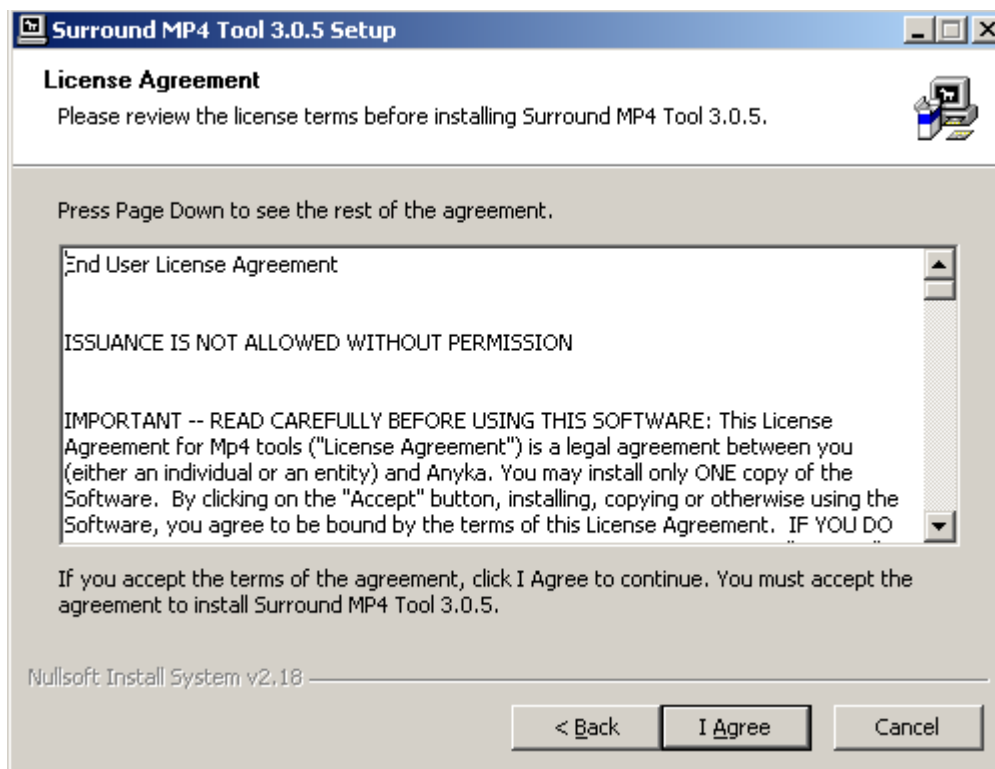 Surround MP4 Tool 3.0.5 Setup
License Agreement
Please review the license terms before installing Surround MP4 Tool 3.0.5.
Press Page Down to see the rest of the agreement.
End User License Agreement
ISSUANCE IS NOT ALLOWED WITHOUT PERMISSION
IMPORTANT -- READ CAREFULLY BEFORE USING THIS SOFTWARE: This License
Agreement for Mp4 tools ("License Agreement") is a legal agreement between you
(either an individual or an entity) and Anyka. You may install only ONE copy of the
Software.  By clicking on the "Accept" button, installing, copying or otherwise using the
Software, you agree to be bound by the terms of this License Agreement.  IF YOU DO
If you accept the terms of the agreement, click I Agree to continue. You must accept the
agreement to install Surround MP4 Tool 3.0.5.
Nullsoft Install System v2.18
< Back
I Agree
Cancel